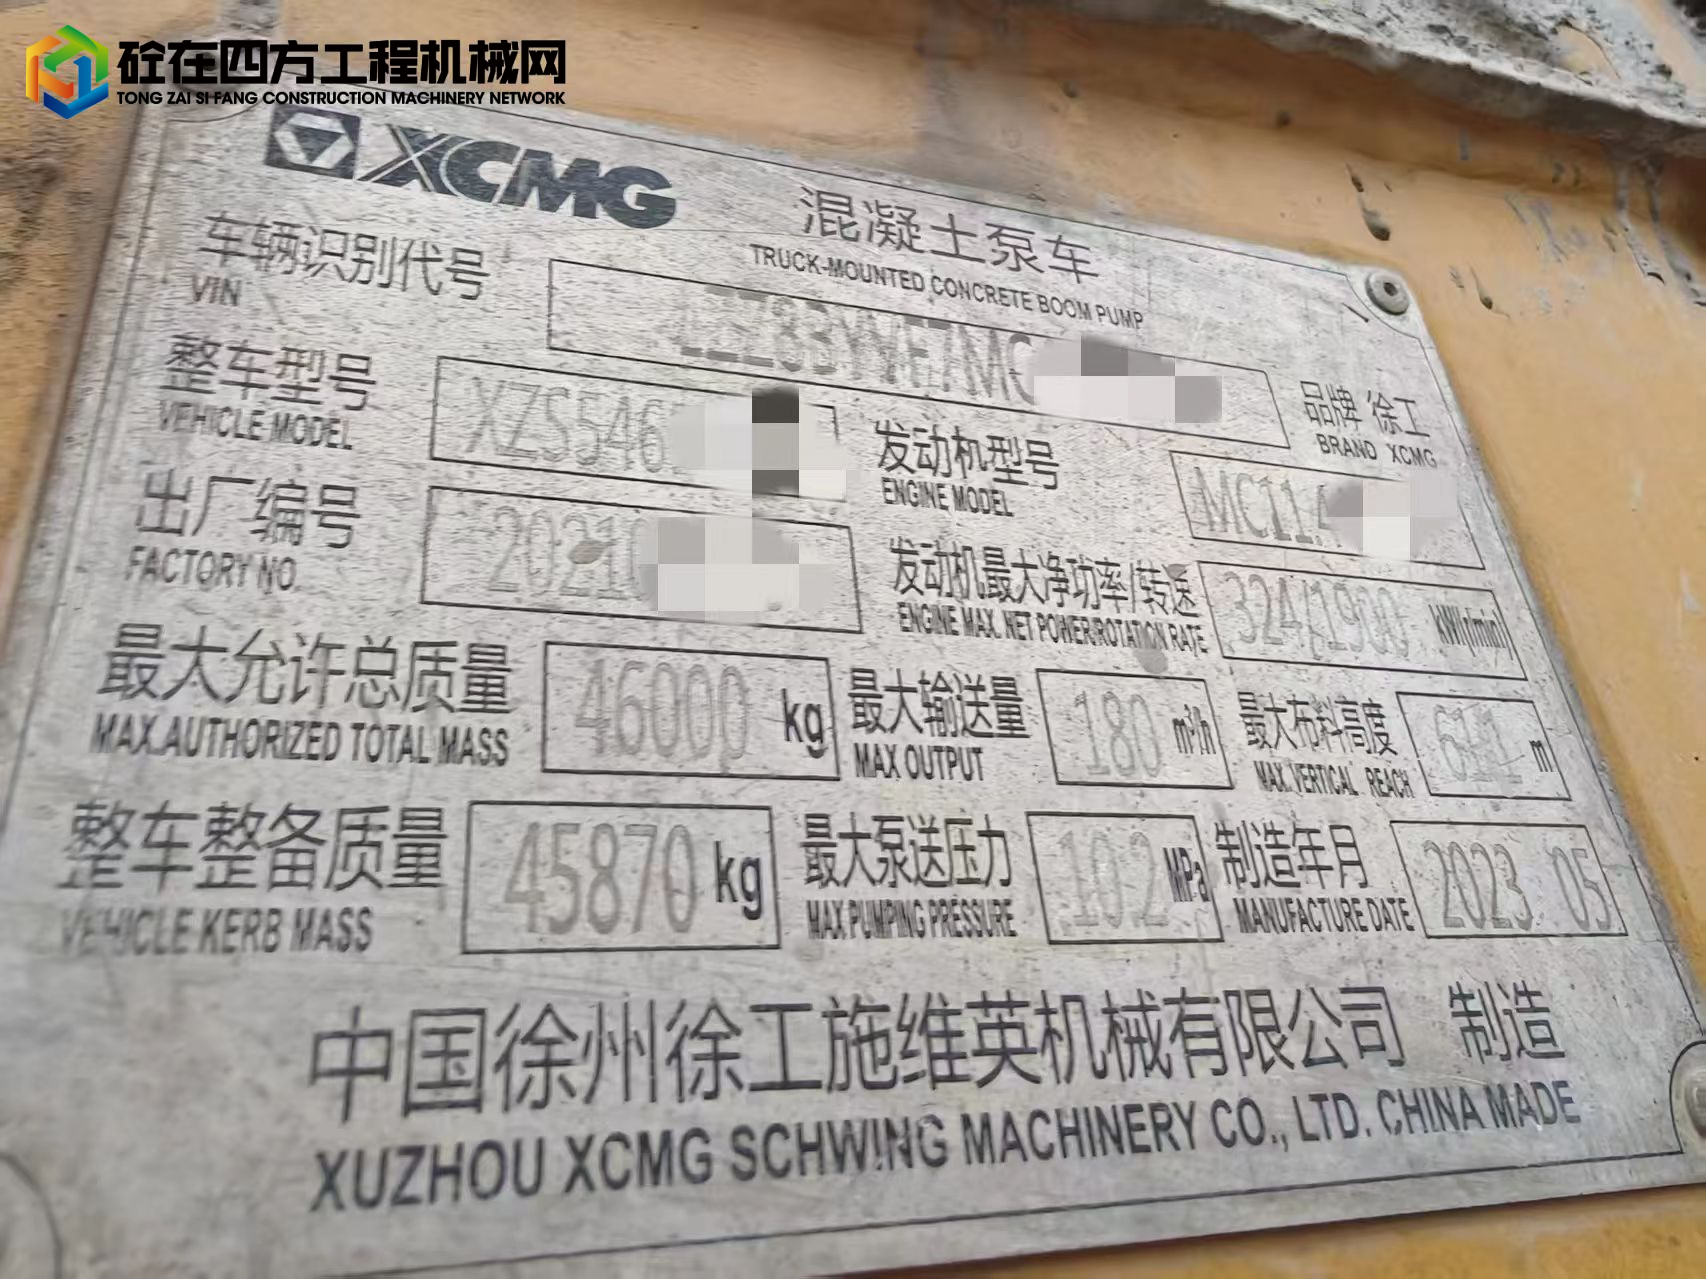 砼在四方工程机械网
TONG ZAI SI FANG CONSTRUCTION MACHINERY NETWORK
XCMG
混凝土泵车
TRUCK-MOUNTED CONCRETE BOOM PUMP
车辆识别代号
VIN
品牌 徐工
BRAND XCMG
整车型号 XZS546
VEHICLE MODEL
发动机型号 MC11
ENGINE MODEL
出厂编号 2021
FACTORY NO.
发动机最大净功率/转速 324/1900 kW/(r/min)
ENGINE MAX. NET POWER/ROTATION RATE
最大允许总质量 46000 kg
MAX.AUTHORIZED TOTAL MASS
最大输送量 180 m³/h
MAX OUTPUT
最大布料高度 m
MAX. VERTICAL REACH
整车整备质量 45870 kg
VEHICLE KERB MASS
最大泵送压力 10.2 MPa
MAX PUMPING PRESSURE
制造年月 2023 05
MANUFACTURE DATE
中国徐州徐工施维英机械有限公司 制造
XUZHOU XCMG SCHWING MACHINERY CO., LTD. CHINA MADE